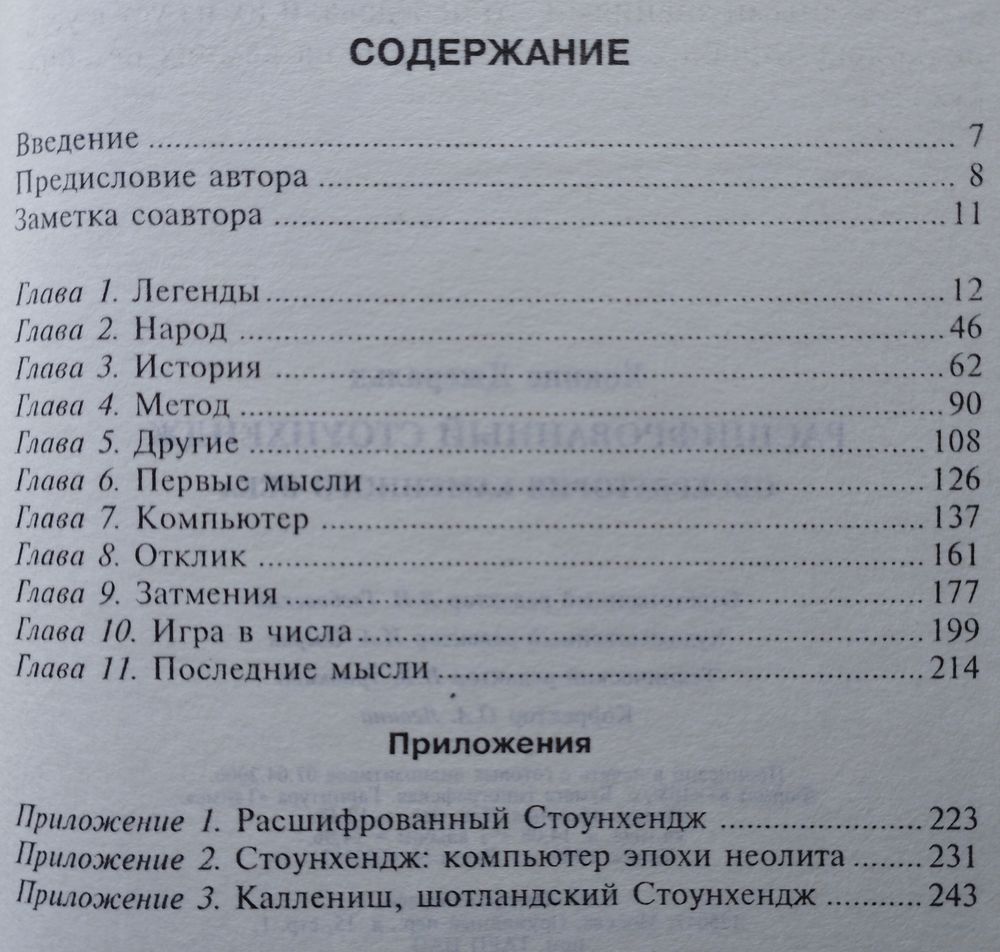 СОДЕРЖАНИЕ
Введение ........ 7
Предисловие автора ........ 8
Заметка соавтора ........ 11
Глава 1. Легенды ........ 12
Глава 2. Народ ........ 46
Глава 3. История ........ 62
Глава 4. Метод ........ 90
Глава 5. Другие ........ 108
Глава 6. Первые мысли ........ 126
Глава 7. Компьютер ........ 137
Глава 8. Отклик ........ 161
Глава 9. Затмения ........ 177
Глава 10. Игра в числа ........ 199
Глава 11. Последние мысли ........ 214
Приложения
Приложение 1. Расшифрованный Стоунхендж ........ 223
Приложение 2. Стоунхендж: компьютер эпохи неолита ........ 231
Приложение 3. Каллениш, шотландский Стоунхендж ........ 243